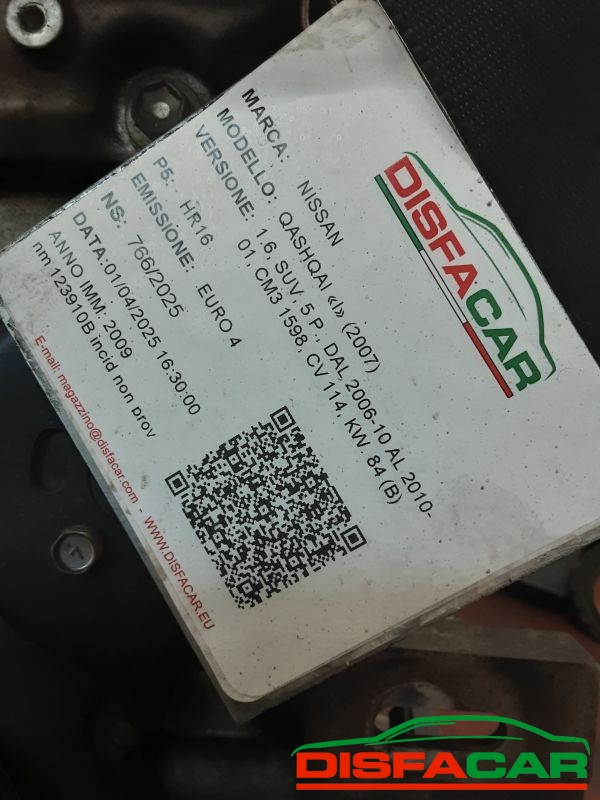 DISFACAR
MARCA: NISSAN
MODELLO: QASHQAI «I» (2007)
VERSIONE: 1.6, SUV, 5 P., DAL 2006-10 AL 2010-
01, CM3 1598, CV 114, KW. 84 (B)
P5: HR16
EMISSIONE: EURO 4
NS: 766/2025
DATA:01/04/2025 16:30:00
ANNO IMM: 2009
nm 123910B incid non prov
E-mail: magazzino@disfacar.com - WWW.DISFACAR.EU
DISFACAR